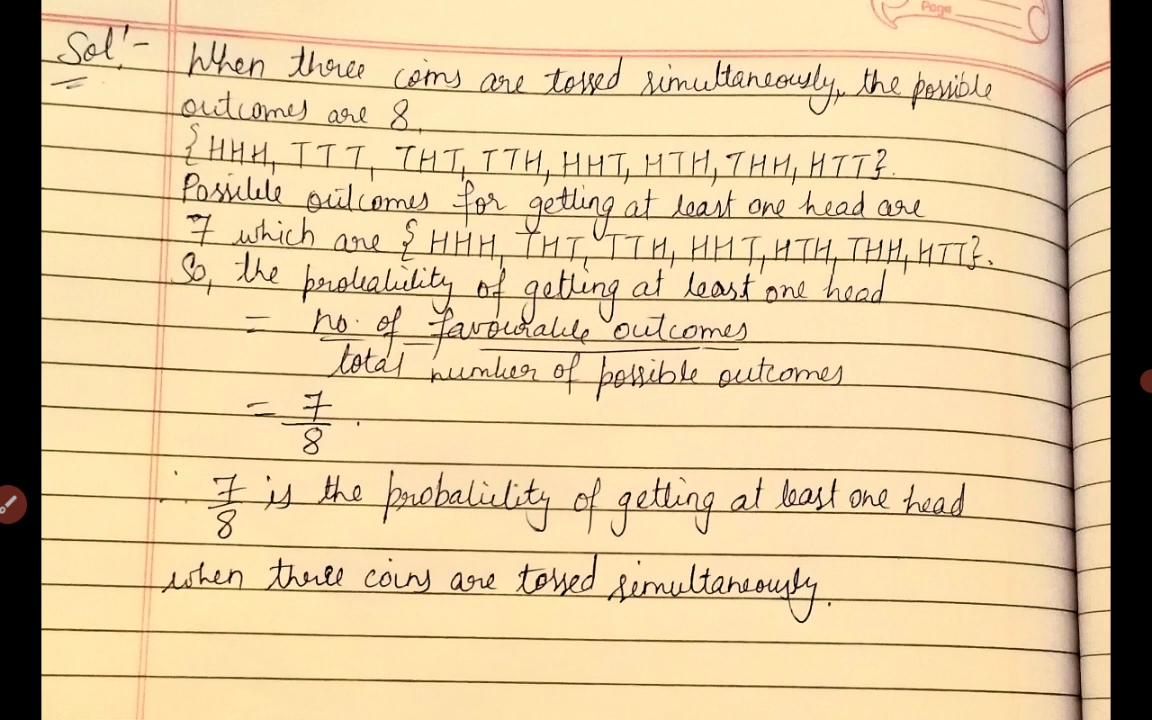 Page
Sol!-
When three coins are tossed simultaneously, the possible
outcomes are 8.
{HHH, TTT, THT, TTH, HHT, HTH, THH, HTT}.
Possible outcomes for getting at least one head are
7 which are {HHH, THT, TTH, HHT, HTH, THH, HTT}.
So, the probability of getting at least one head
= no. of favourable outcomes
total number of possible outcomes
= 7
8.
∴ 7/8 is the probability of getting at least one head
when three coins are tossed simultaneously.